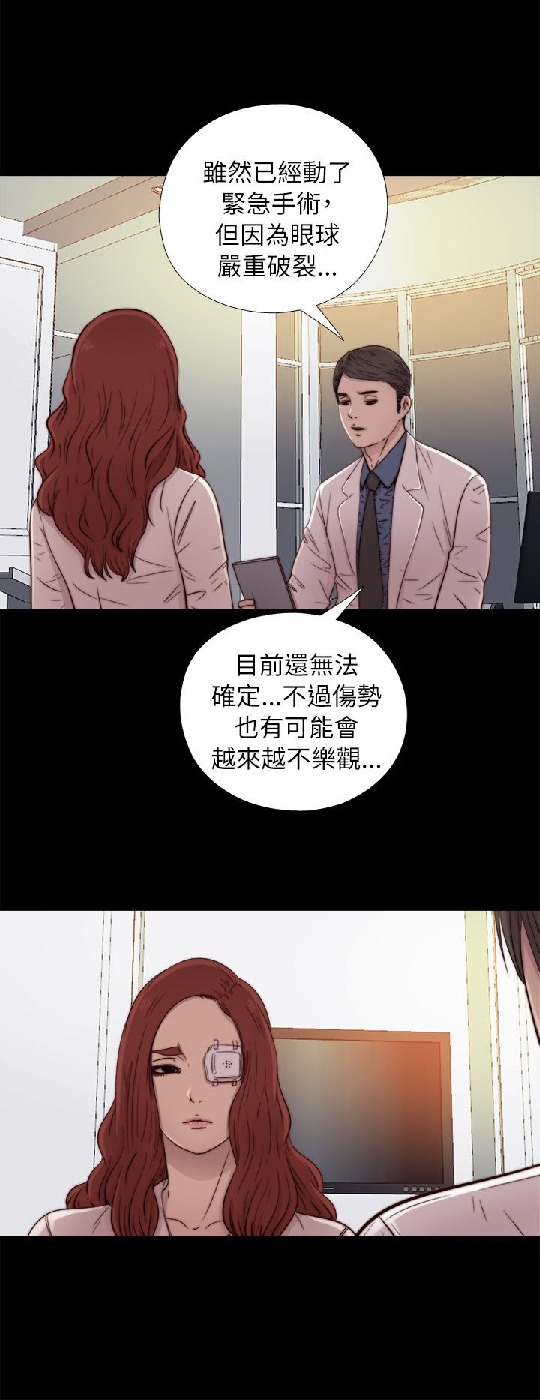 雖然已經動了
緊急手術，
但因為眼球
嚴重破裂...
目前還無法
確定...不過傷勢
也有可能會
越來越不樂觀...